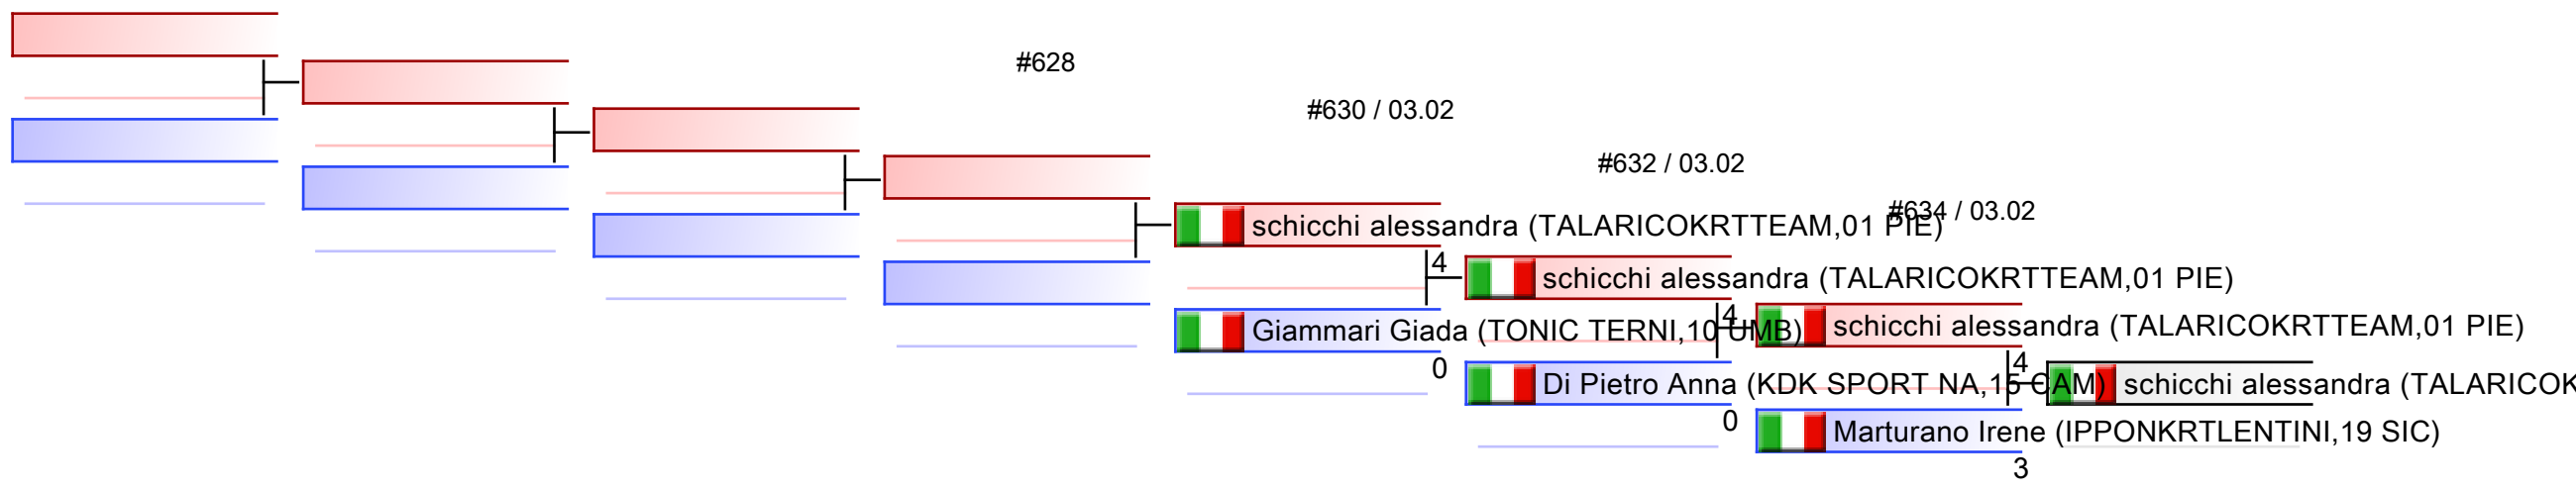 #628
#630 / 03.02
#632 / 03.02
#634 / 03.02
schicchi alessandra (TALARICOKRTTEAM,01 PIE)
4
schicchi alessandra (TALARICOKRTTEAM,01 PIE)
Giammari Giada (TONIC TERNI,10 UMB)
4
schicchi alessandra (TALARICOKRTTEAM,01 PIE)
0
Di Pietro Anna (KDK SPORT NA,15 CAM)
4
schicchi alessandra (TALARICOK
0
Marturano Irene (IPPONKRTLENTINI,19 SIC)
3